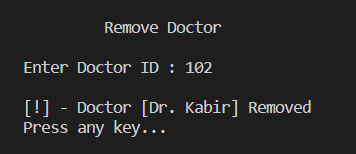 Remove Doctor
Enter Doctor ID : 102
[!] - Doctor [Dr. Kabir] Removed
Press any key...